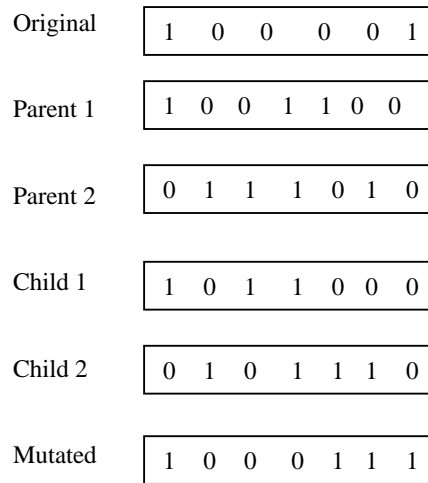 Original 1 0 0 0 0 1
Parent 1 1 0 0 1 1 0 0
Parent 2 0 1 1 1 0 1 0
Child 1 1 0 1 1 0 0 0
Child 2 0 1 0 1 1 1 0
Mutated 1 0 0 0 1 1 1